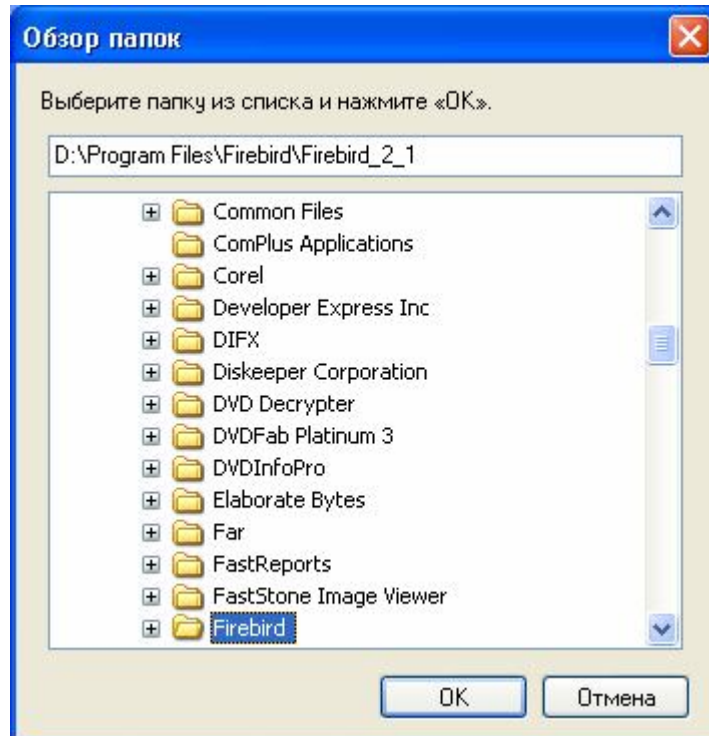 Обзор папок
Выберите папку из списка и нажмите «OK».
D:\Program Files\Firebird\Firebird_2_1
Common Files
ComPlus Applications
Corel
Developer Express Inc
DIFX
Diskeeper Corporation
DVD Decrypter
DVDFab Platinum 3
DVDInfoPro
Elaborate Bytes
Far
FastReports
FastStone Image Viewer
Firebird
OK Отмена